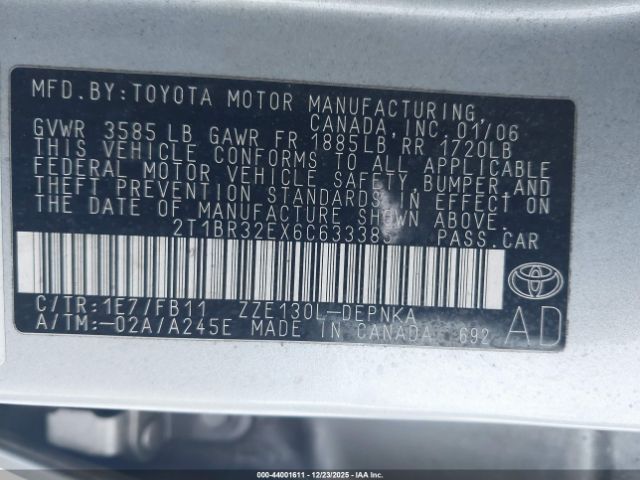 MFD.BY:TOYOTA MOTOR MANUFACTURING,
CANADA, INC. 01/06
GVWR 3585 LB GAWR FR 1885LB, RR 1720LB
THIS VEHICLE CONFORMS TO ALL APPLICABLE
FEDERAL MOTOR VEHICLE SAFETY, BUMPER, AND
THEFT PREVENTION STANDARDS IN EFFECT ON
THE DATE OF MANUFACTURE SHOWN ABOVE.
PASS.CAR
C/TR:1E7/FB11 ZZE130L-DEPNKA
A/TM:-02A/A245E MADE IN CANADA 692
AD
000-44001611 - 12/23/2025 - IAAI.com